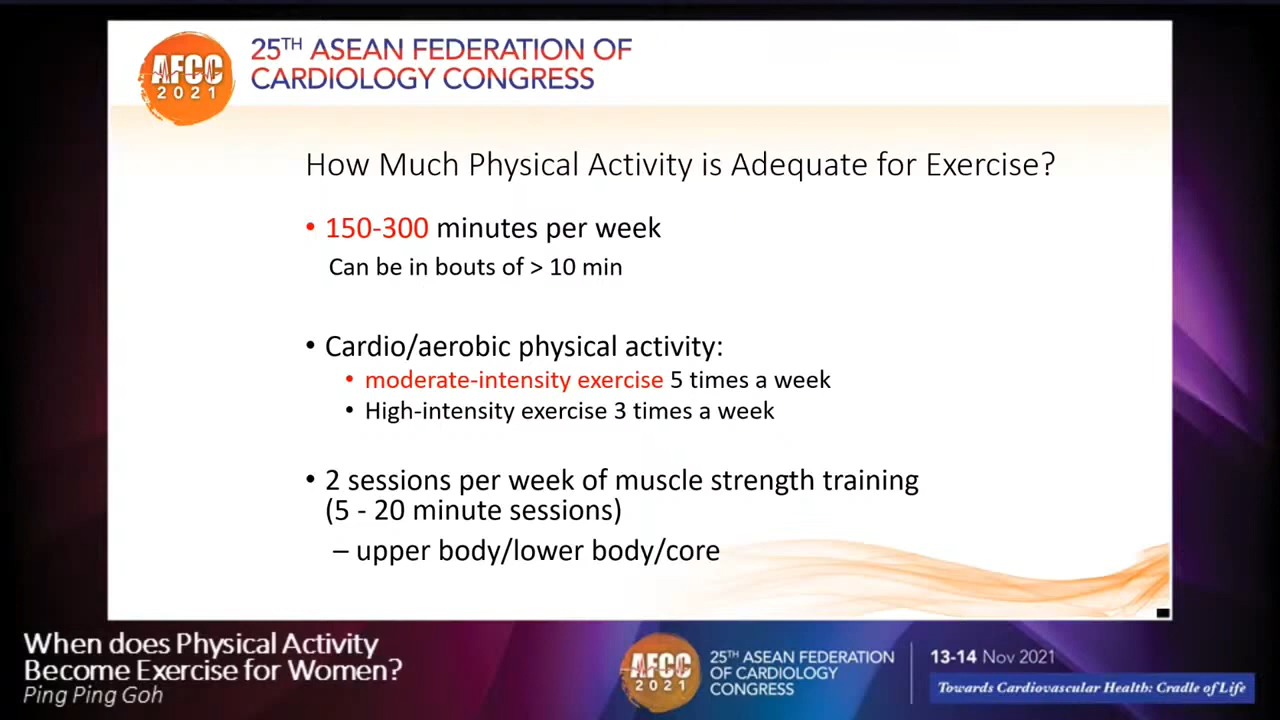 AFCC
2021
25TH ASEAN FEDERATION OF
CARDIOLOGY CONGRESS
How Much Physical Activity is Adequate for Exercise?
• 150-300 minutes per week
Can be in bouts of > 10 min
• Cardio/aerobic physical activity:
• moderate-intensity exercise 5 times a week
• High-intensity exercise 3 times a week
• 2 sessions per week of muscle strength training
(5 - 20 minute sessions)
– upper body/lower body/core
When does Physical Activity
Become Exercise for Women?
Ping Ping Goh
AFCC
2021
25TH ASEAN FEDERATION
OF CARDIOLOGY
CONGRESS
13-14 Nov 2021
Towards Cardiovascular Health: Cradle of Life